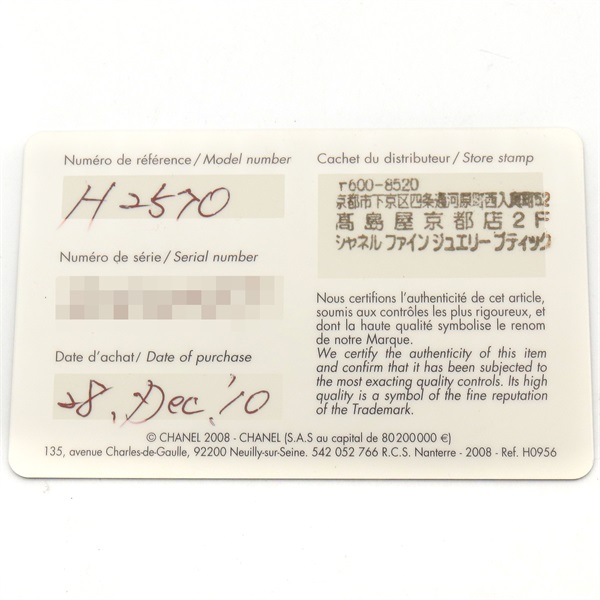 Numéro de référence / Model number
H2570
Numéro de série / Serial number
Date d'achat / Date of purchase
28. Dec. '10
Cachet du distributeur / Store stamp
〒600-8520
京都市下京区四条通河原町西入真町52
髙島屋京都店2F
シャネル ファインジュエリー ブティック
Nous certifions l'authenticité de cet article,
soumis aux contrôles les plus rigoureux, et
dont la haute qualité symbolise le renom
de notre Marque.
We certify the authenticity of this item
and confirm that it has been subjected to
the most exacting quality controls. Its high
quality is a symbol of the fine reputation
of the Trademark.
© CHANEL 2008 - CHANEL (S.A.S au capital de 80 200 000 €)
135, avenue Charles-de-Gaulle, 92200 Neuilly-sur-Seine. 542 052 766 R.C.S. Nanterre - 2008 - Ref. H0956